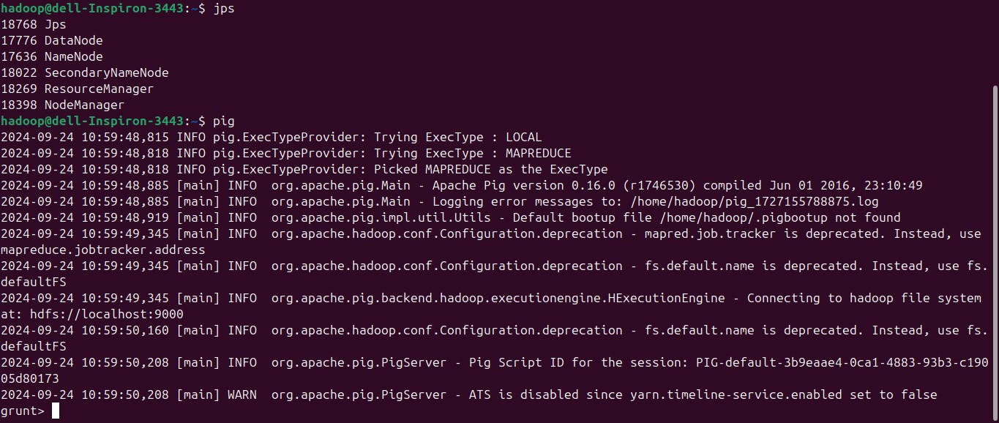 hadoop@dell-Inspiron-3443:~$ jps
18768 Jps
17776 DataNode
17636 NameNode
18022 SecondaryNameNode
18269 ResourceManager
18398 NodeManager
hadoop@dell-Inspiron-3443:~$ pig
2024-09-24 10:59:48,815 INFO pig.ExecTypeProvider: Trying ExecType : LOCAL
2024-09-24 10:59:48,818 INFO pig.ExecTypeProvider: Trying ExecType : MAPREDUCE
2024-09-24 10:59:48,818 INFO pig.ExecTypeProvider: Picked MAPREDUCE as the ExecType
2024-09-24 10:59:48,885 [main] INFO  org.apache.pig.Main - Apache Pig version 0.16.0 (r1746530) compiled Jun 01 2016, 23:10:49
2024-09-24 10:59:48,885 [main] INFO  org.apache.pig.Main - Logging error messages to: /home/hadoop/pig_1727155788875.log
2024-09-24 10:59:48,919 [main] INFO  org.apache.pig.impl.util.Utils - Default bootup file /home/hadoop/.pigbootup not found
2024-09-24 10:59:49,345 [main] INFO  org.apache.hadoop.conf.Configuration.deprecation - mapred.job.tracker is deprecated. Instead, use
mapreduce.jobtracker.address
2024-09-24 10:59:49,345 [main] INFO  org.apache.hadoop.conf.Configuration.deprecation - fs.default.name is deprecated. Instead, use fs.
defaultFS
2024-09-24 10:59:49,345 [main] INFO  org.apache.pig.backend.hadoop.executionengine.HExecutionEngine - Connecting to hadoop file system
at: hdfs://localhost:9000
2024-09-24 10:59:50,160 [main] INFO  org.apache.hadoop.conf.Configuration.deprecation - fs.default.name is deprecated. Instead, use fs.
defaultFS
2024-09-24 10:59:50,208 [main] INFO  org.apache.pig.PigServer - Pig Script ID for the session: PIG-default-3b9eaae4-0ca1-4883-93b3-c190
05d80173
2024-09-24 10:59:50,208 [main] WARN  org.apache.pig.PigServer - ATS is disabled since yarn.timeline-service.enabled set to false
grunt>